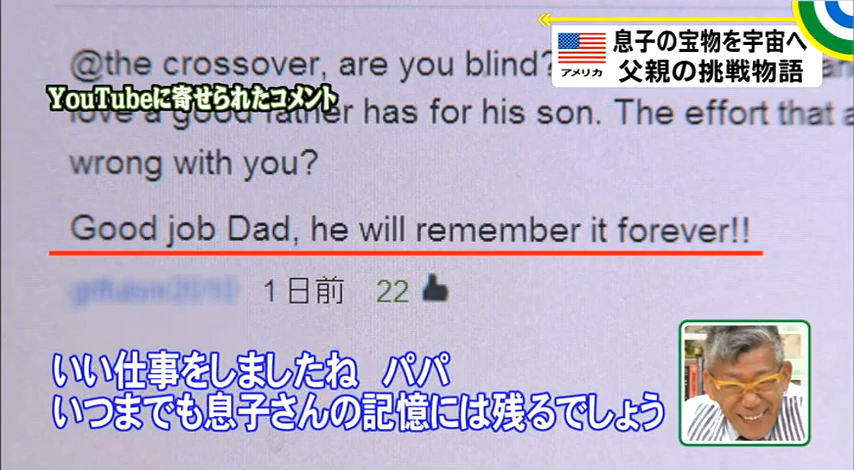 息子の宝物を宇宙へ
アメリカ 父親の挑戦物語
@the crossover, are you blind?
YouTubeに寄せられたコメント
love a good father has for his son. The effort that a
wrong with you?
Good job Dad, he will remember it forever!!
1日前 22
いい仕事をしましたね パパ
いつまでも息子さんの記憶には残るでしょう